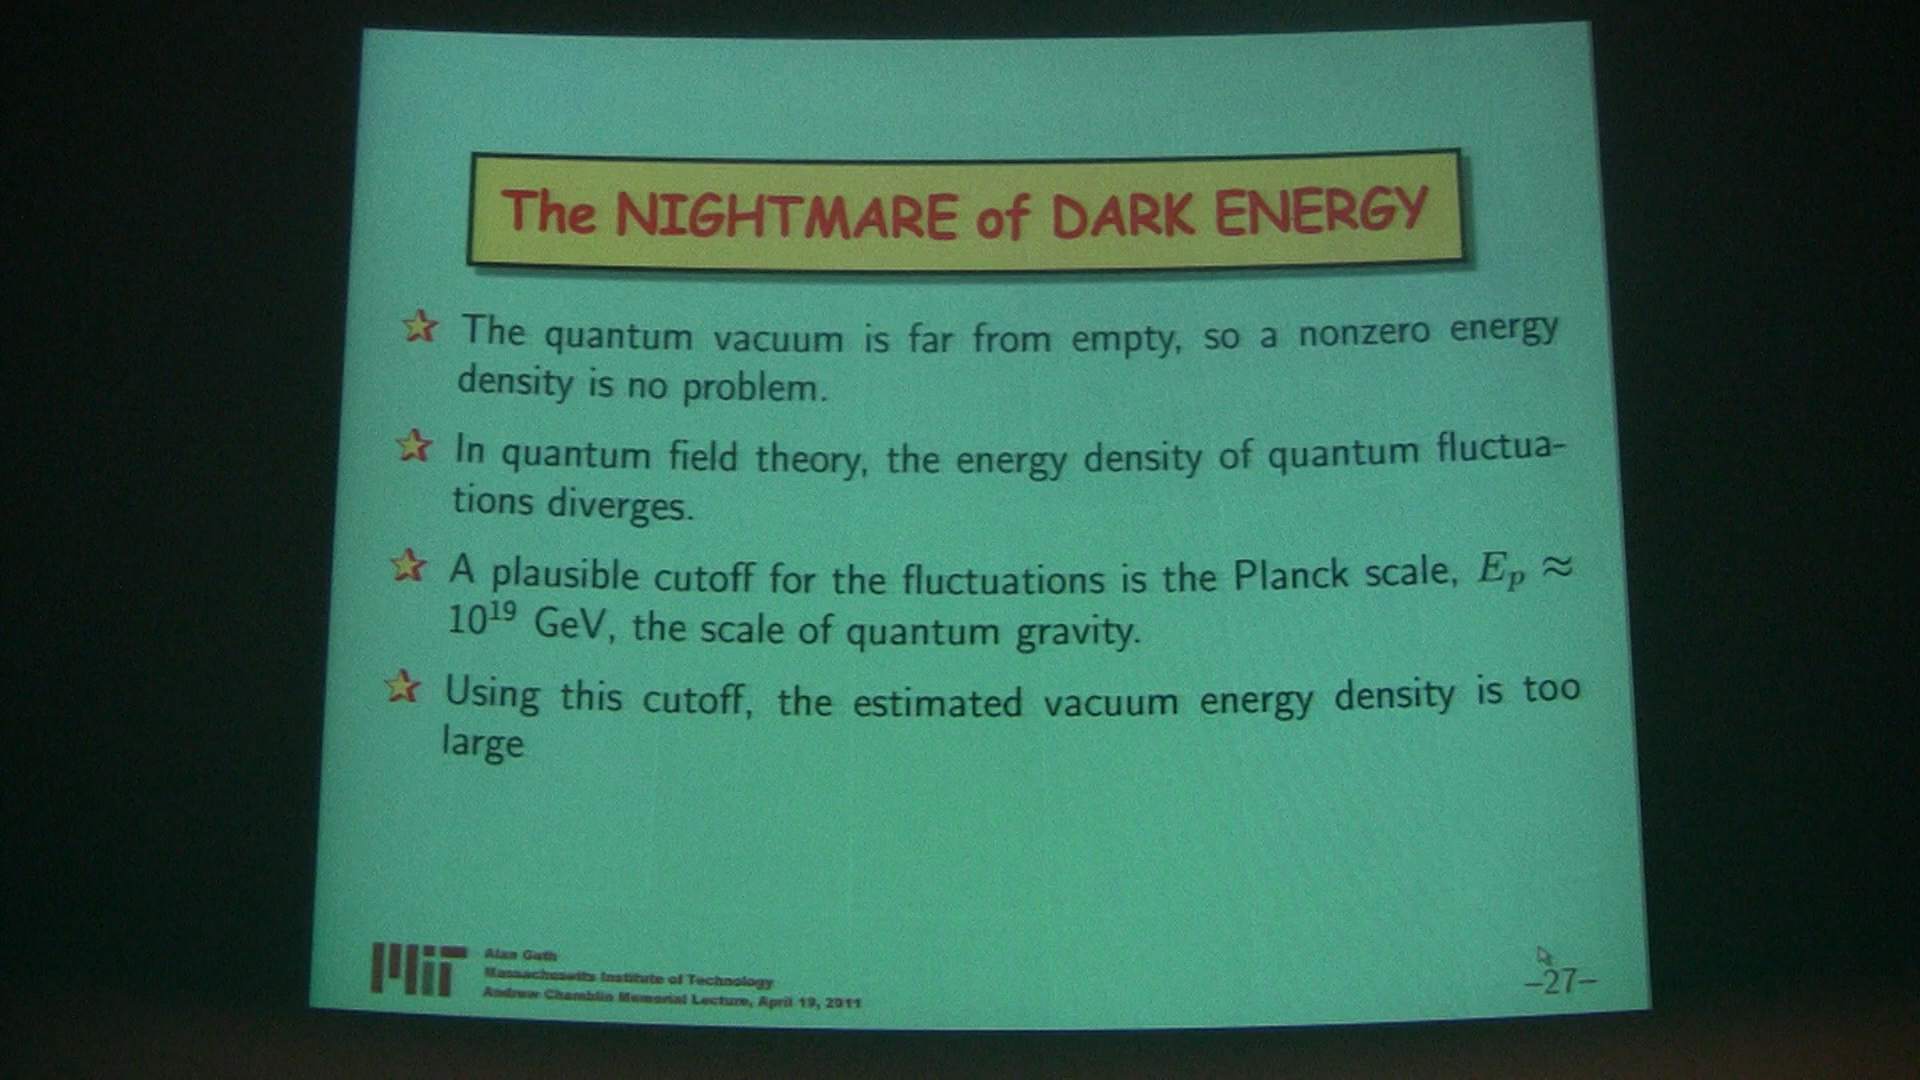 The NIGHTMARE of DARK ENERGY
The quantum vacuum is far from empty, so a nonzero energy
density is no problem.
In quantum field theory, the energy density of quantum fluctua-
tions diverges.
A plausible cutoff for the fluctuations is the Planck scale, Eₚ ≈
10¹⁹ GeV, the scale of quantum gravity.
Using this cutoff, the estimated vacuum energy density is too
large
MIT
Alan Guth
Massachusetts Institute of Technology
Andrew Chamblin Memorial Lecture, April 19, 2011
–27–